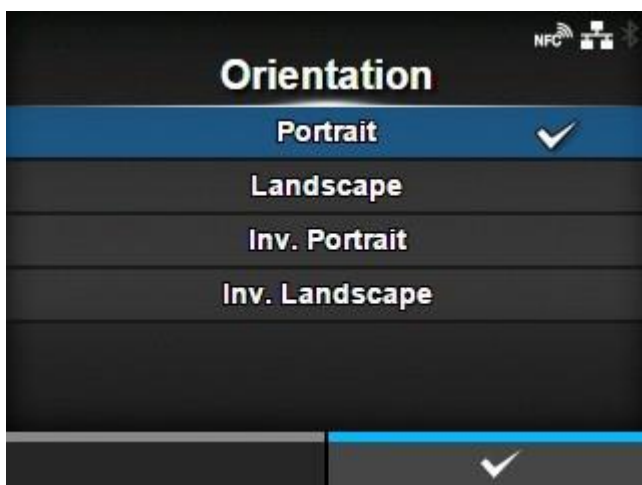 NFC
Orientation
Portrait
Landscape
Inv. Portrait
Inv. Landscape